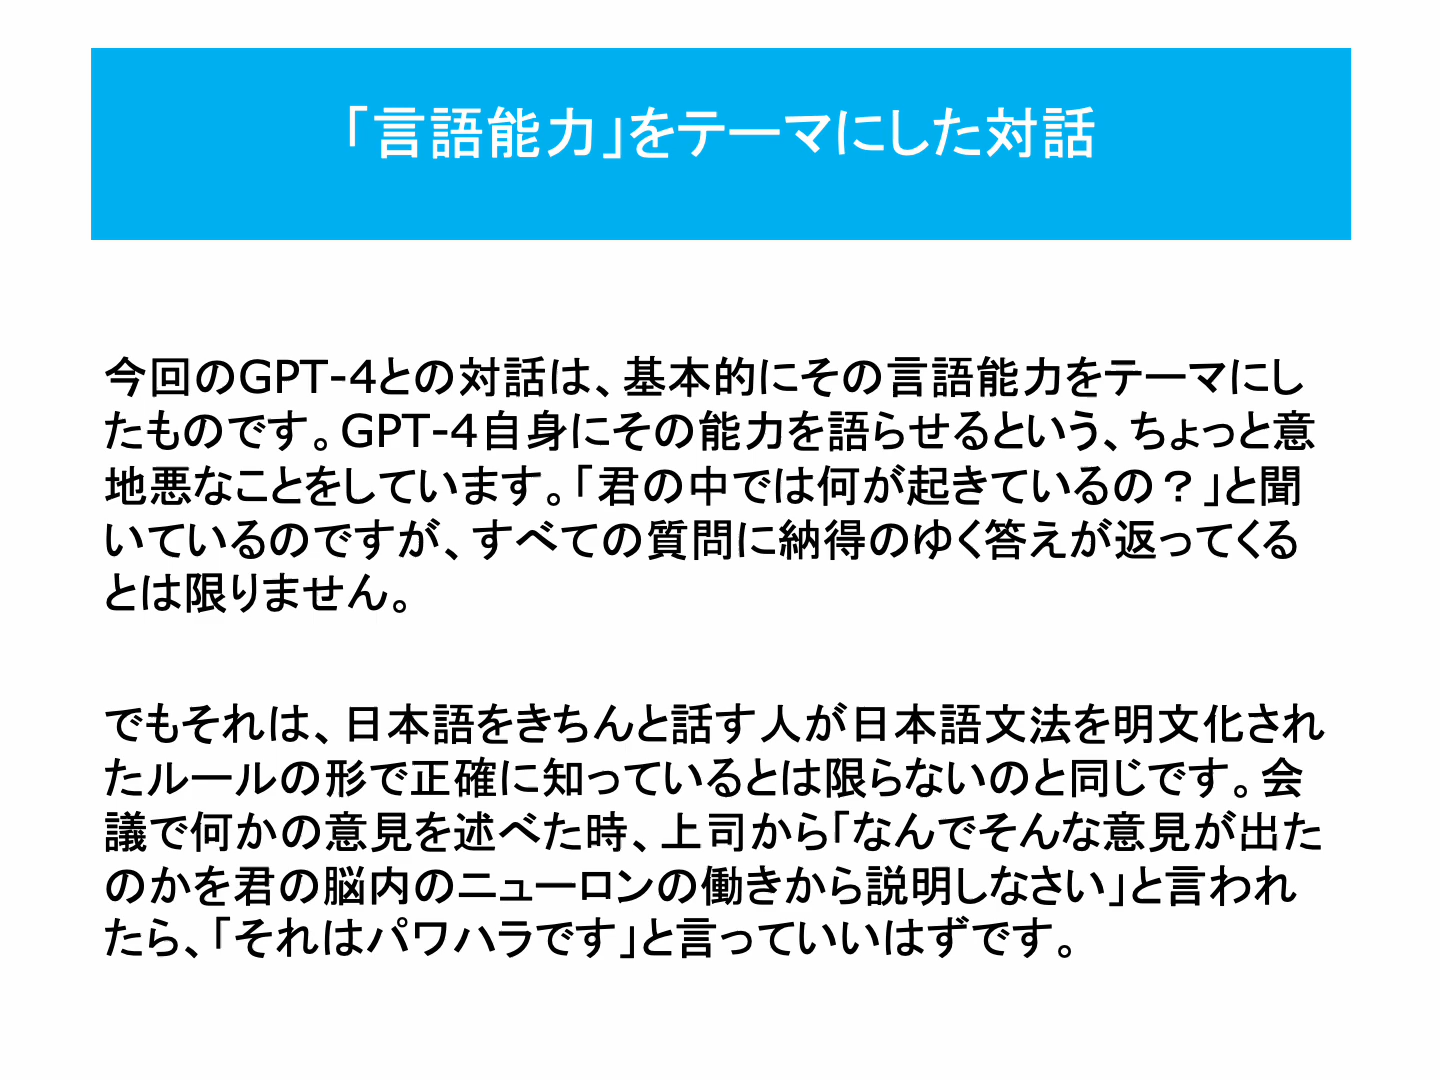 「言語能力」をテーマにした対話
今回のGPT-4との対話は、基本的にその言語能力をテーマにし
たものです。GPT-4自身にその能力を語らせるという、ちょっと意
地悪なことをしています。「君の中では何が起きているの？」と聞
いているのですが、すべての質問に納得のゆく答えが返ってくる
とは限りません。
でもそれは、日本語をきちんと話す人が日本語文法を明文化され
たルールの形で正確に知っているとは限らないのと同じです。会
議で何かの意見を述べた時、上司から「なんでそんな意見が出た
のかを君の脳内のニューロンの働きから説明しなさい」と言われ
たら、「それはパワハラです」と言っていいはずです。